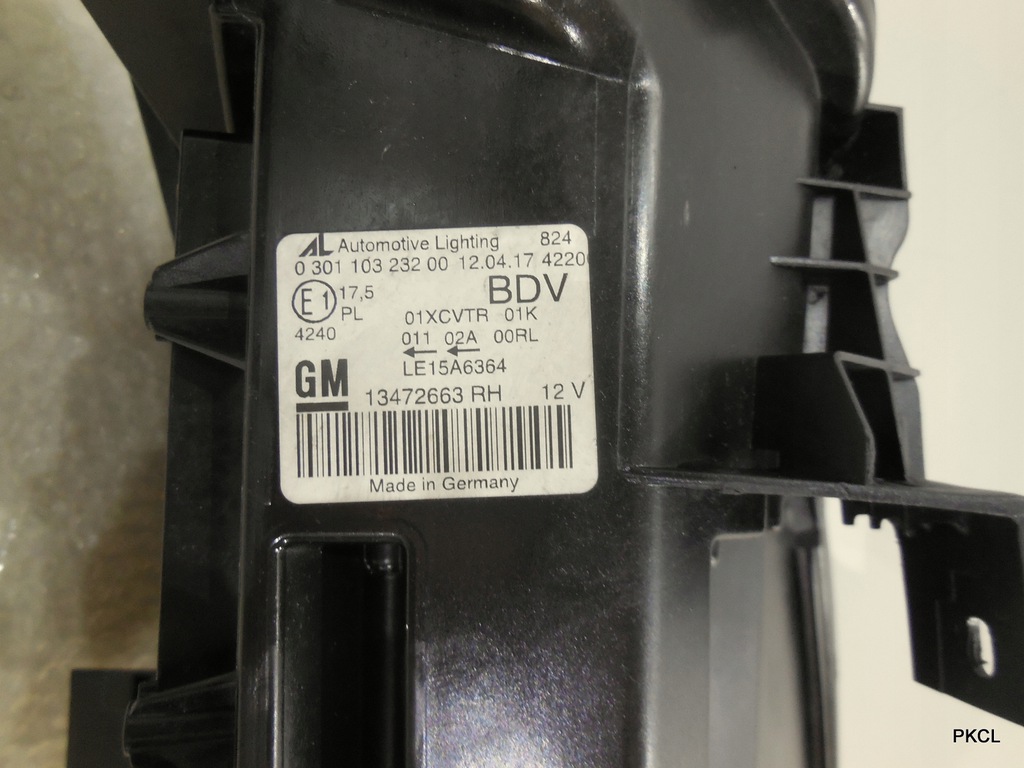 AL Automotive Lighting 824
0 301 103 232 00 12.04.17 4220
E1 17,5 BDV
PL 01XCVTR 01K
4240 011 02A 00RL
← ←
LE15A6364
GM 13472663 RH 12 V
Made in Germany
PKCL